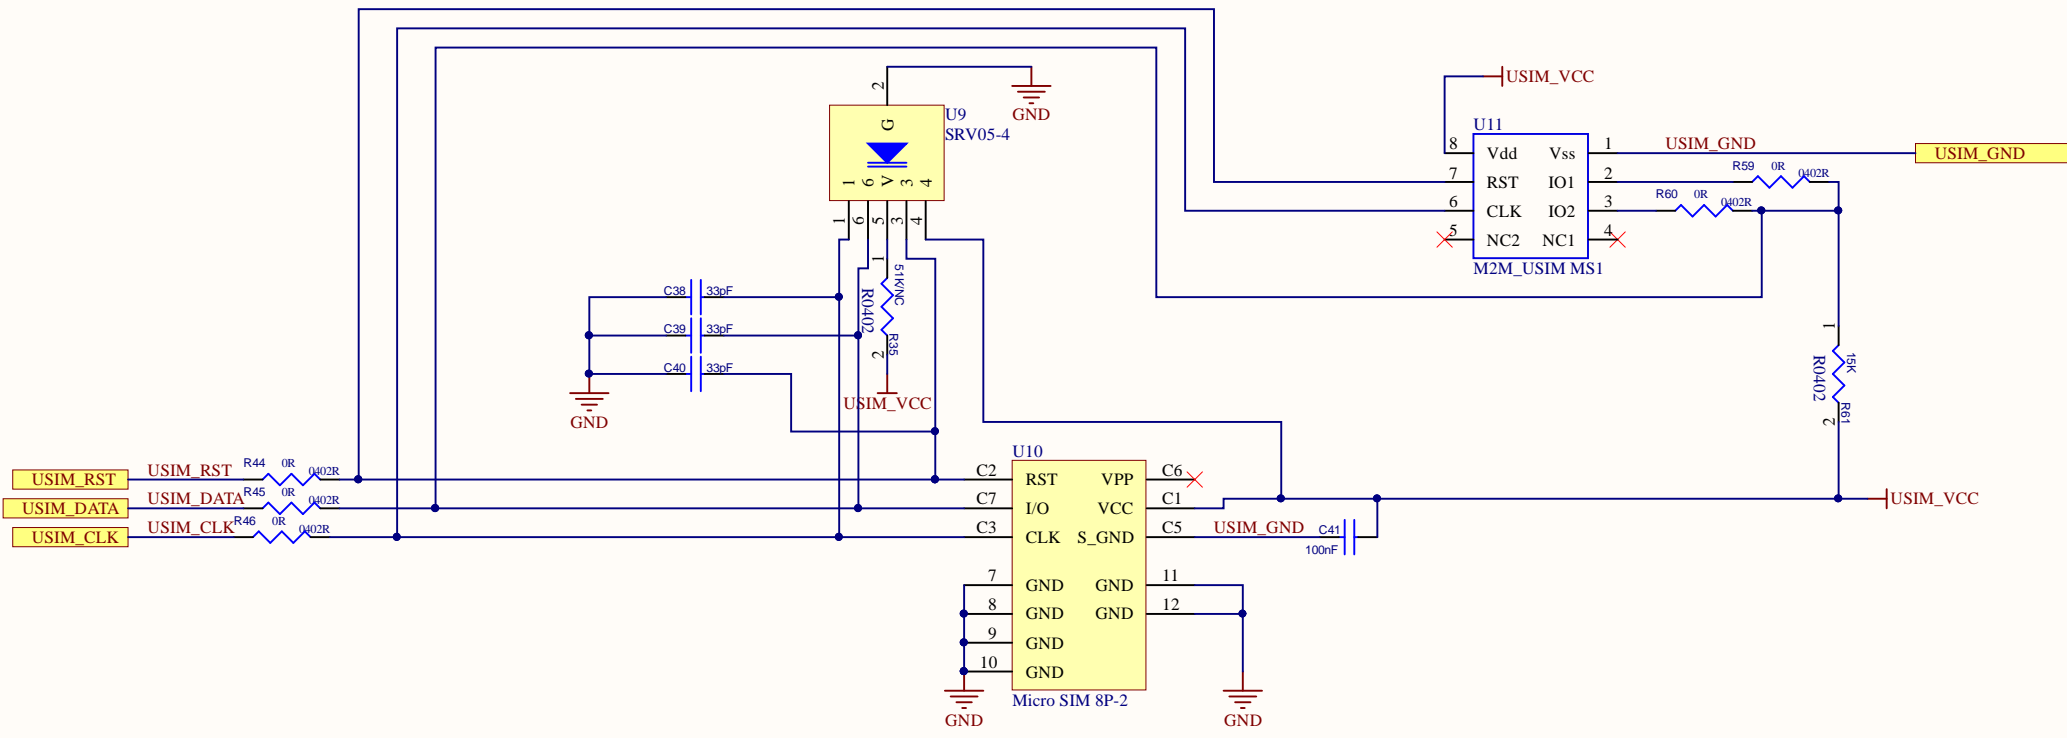 2
GND
G
U9
SRV05-4
1
6
V
3
4
1
6
5
3
4
USIM_VCC
U11
8
Vdd
Vss
1
USIM_GND
USIM_GND
7
RST
IO1
2
R59
0R
0402R
6
CLK
IO2
3
R60
0R
0402R
5
NC2
NC1
4
M2M_USIM MS1
C38
33pF
C39
33pF
C40
33pF
GND
1
51K/NC
R0402
R35
2
USIM_VCC
1
15K
R0402
R61
2
USIM_RST
USIM_RST
R44
0R
0402R
USIM_DATA
USIM_DATA
R45
0R
0402R
USIM_CLK
USIM_CLK
R46
0R
0402R
U10
C2
RST
VPP
C6
C7
I/O
VCC
C1
C3
CLK
S_GND
C5
USIM_GND
C41
100nF
USIM_VCC
7
GND
GND
11
8
GND
GND
12
9
GND
10
GND
GND
Micro SIM 8P-2
GND